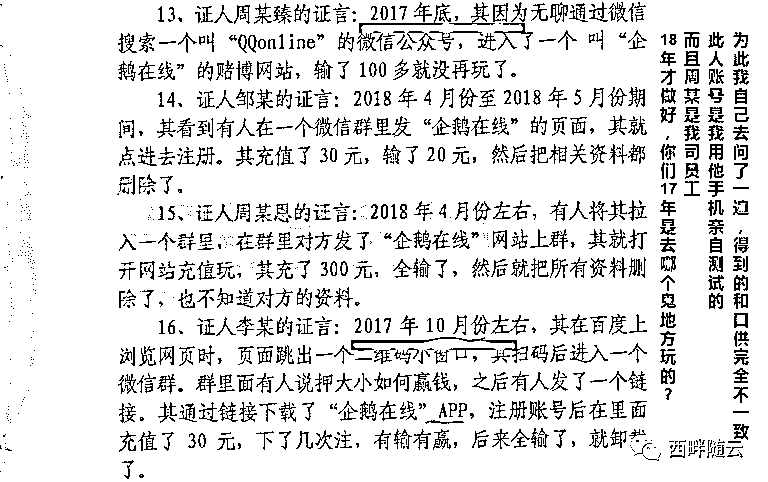 13、证人周某臻的证言：2017 年底，其因为无聊通过微信
搜索一个叫“QQonline”的微信公众号，进入了一个 叫“企
鹅在线”的赌博网站，输了 100 多就没再玩了。
14、证人邹某的证言：2018 年 4 月份至 2018 年 5 月份期
间，其看到有人在一个微信群里发“企鹅在线”的页面，其就
点进去注册。其充值了 30 元，输了 20 元，然后把相关资料都
删除了。
15、证人周某恩的证言：2018 年 4 月份左右，有人将其拉
入一个群里，在群里对方发了“企鹅在线”网站上群，其就打
开网站充值玩，其充了 300 元，全输了，然后就把所有资料删
除了，也不知道对方的资料。
16、证人李某的证言：2017 年 10 月份左右，其在百度上
浏览网页时，页面跳出一个二维码小窗口，其扫码后进入一个
微信群。群里面有人说押大小如何赢钱，之后有人发了一个链
接。其通过链接下载了“企鹅在线”APP，注册账号后在里面
充值了 30 元，下了几次注，有输有赢，后来全输了，就卸载
了。
为此我自己去问了一边，得到的和口供完全不一致
此人账号是我用他手机亲自测试的
而且周某是我司员工
18年才做好，你们17年是去哪个鬼地方玩的？
西畔随云